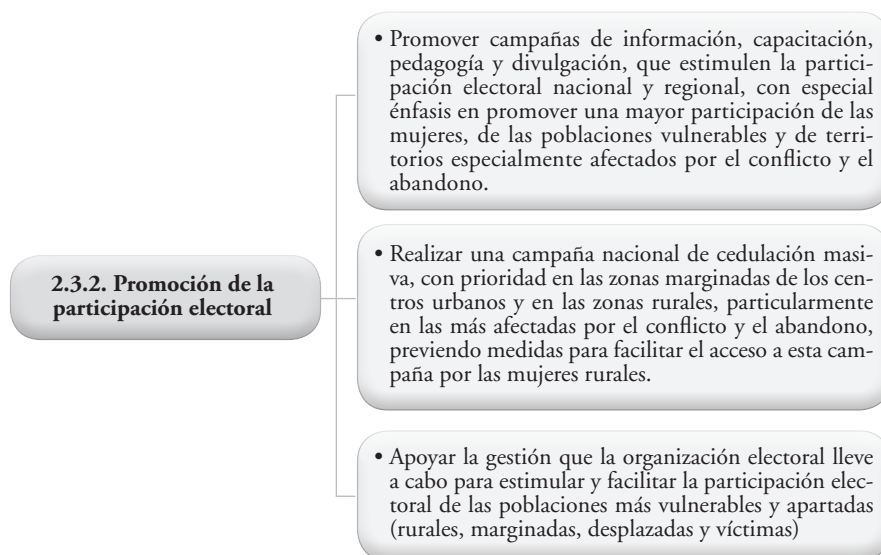 • Promover campañas de información, capacitación,
pedagogía y divulgación, que estimulen la partici-
pación electoral nacional y regional, con especial
énfasis en promover una mayor participación de las
mujeres, de las poblaciones vulnerables y de terri-
torios especialmente afectados por el conflicto y el
abandono.
2.3.2. Promoción de la
participación electoral
• Realizar una campaña nacional de cedulación masi-
va, con prioridad en las zonas marginadas de los cen-
tros urbanos y en las zonas rurales, particularmente
en las más afectadas por el conflicto y el abandono,
previendo medidas para facilitar el acceso a esta cam-
paña por las mujeres rurales.
• Apoyar la gestión que la organización electoral lleve
a cabo para estimular y facilitar la participación elec-
toral de las poblaciones más vulnerables y apartadas
(rurales, marginadas, desplazadas y víctimas)